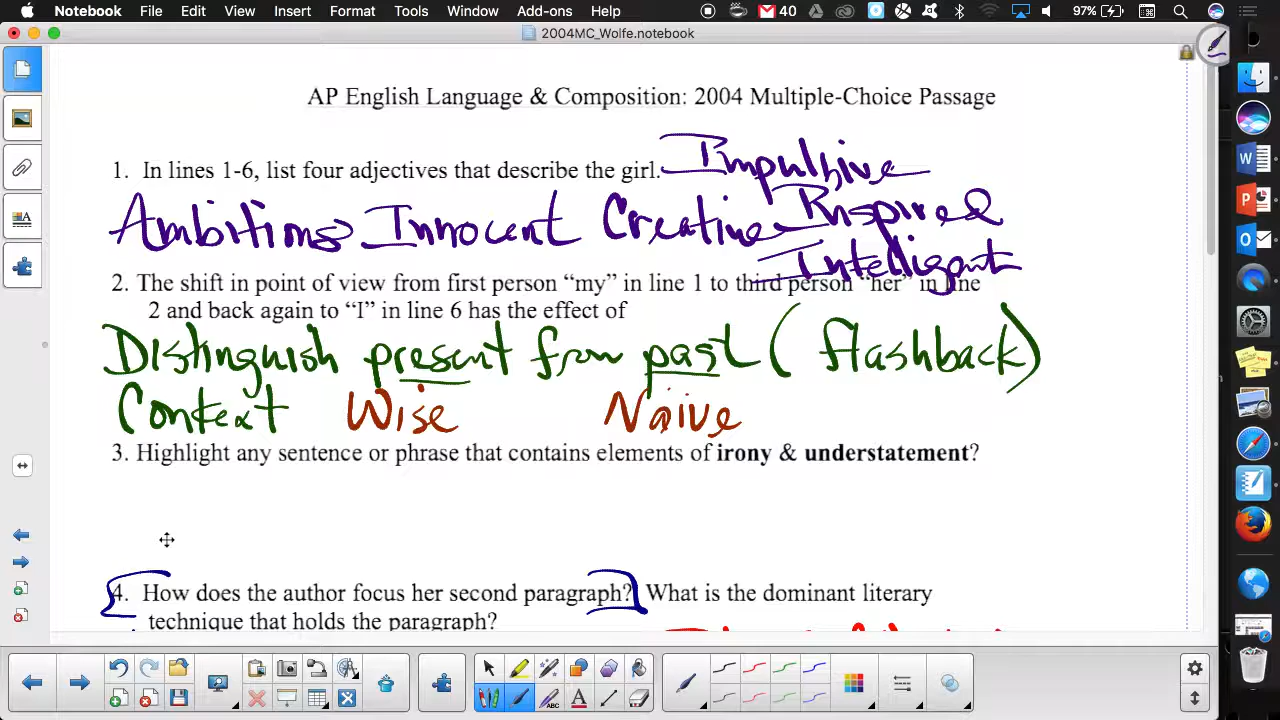 Notebook File Edit View Insert Format Tools Window Add-ons Help 40 97%
2004MC_Wolfe.notebook
AP English Language & Composition: 2004 Multiple-Choice Passage
1. In lines 1-6, list four adjectives that describe the girl. Impulsive
Ambitious Innocent Creative Inspired
Intelligent
2. The shift in point of view from first person “my” in line 1 to third person “her” in line
2 and back again to “I” in line 6 has the effect of
Distinguish present from past (flashback)
Context Wise Naive
3. Highlight any sentence or phrase that contains elements of irony & understatement?
4. How does the author focus her second paragraph? What is the dominant literary
technique that holds the paragraph?